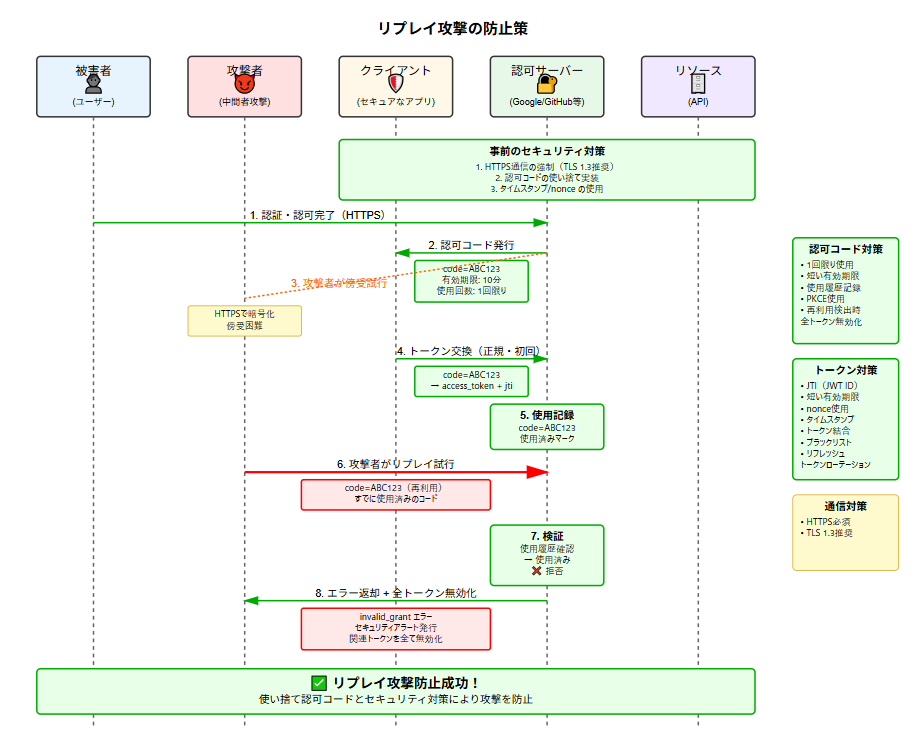 リプレイ攻撃の防止策
被害者
(ユーザー)
攻撃者
(中間者攻撃)
クライアント
(セキュアなアプリ)
認可サーバー
(Google/GitHub等)
リソース
(API)
事前のセキュリティ対策
1. HTTPS通信の強制（TLS 1.3推奨）
2. 認可コードの使い捨て実装
3. タイムスタンプ/nonce の使用
1. 認証・認可完了（HTTPS）
2. 認可コード発行
code=ABC123
有効期限: 10分
使用回数: 1回限り
3. 攻撃者が傍受試行
HTTPSで暗号化
傍受困難
4. トークン交換（正規・初回）
code=ABC123
→ access_token + jti
5. 使用記録
code=ABC123
使用済みマーク
6. 攻撃者がリプレイ試行
code=ABC123（再利用）
すでに使用済みのコード
7. 検証
使用履歴確認
→ 使用済み
❌ 拒否
8. エラー返却 + 全トークン無効化
invalid_grant エラー
セキュリティアラート発行
関連トークンを全て無効化
✅ リプレイ攻撃防止成功！
使い捨て認可コードとセキュリティ対策により攻撃を防止
認可コード対策
• 1回限り使用
• 短い有効期限
• 使用履歴記録
• PKCE使用
• 再利用検出時
全トークン無効化
トークン対策
• JTI（JWT ID）
• 短い有効期限
• nonce使用
• タイムスタンプ
• トークン結合
• ブラックリスト
• リフレッシュ
トークンローテーション
通信対策
• HTTPS必須
• TLS 1.3推奨